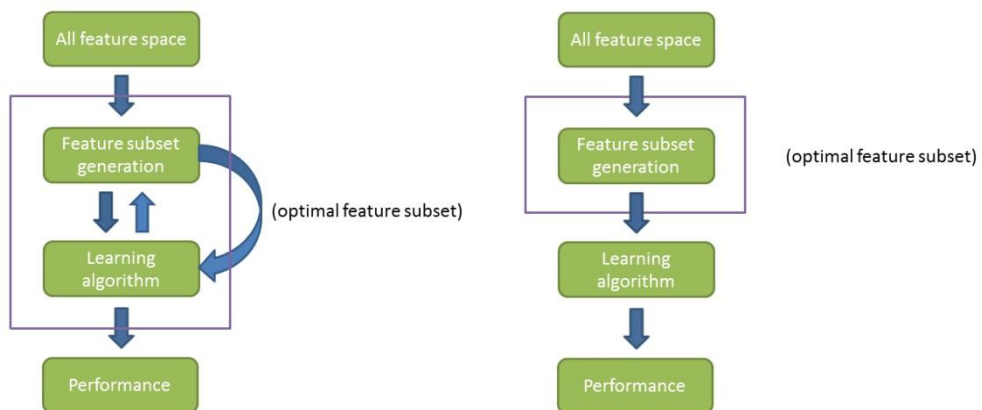 All feature space
Feature subset
generation
(optimal feature subset)
Learning
algorithm
Performance
All feature space
Feature subset
generation
(optimal feature subset)
Learning
algorithm
Performance